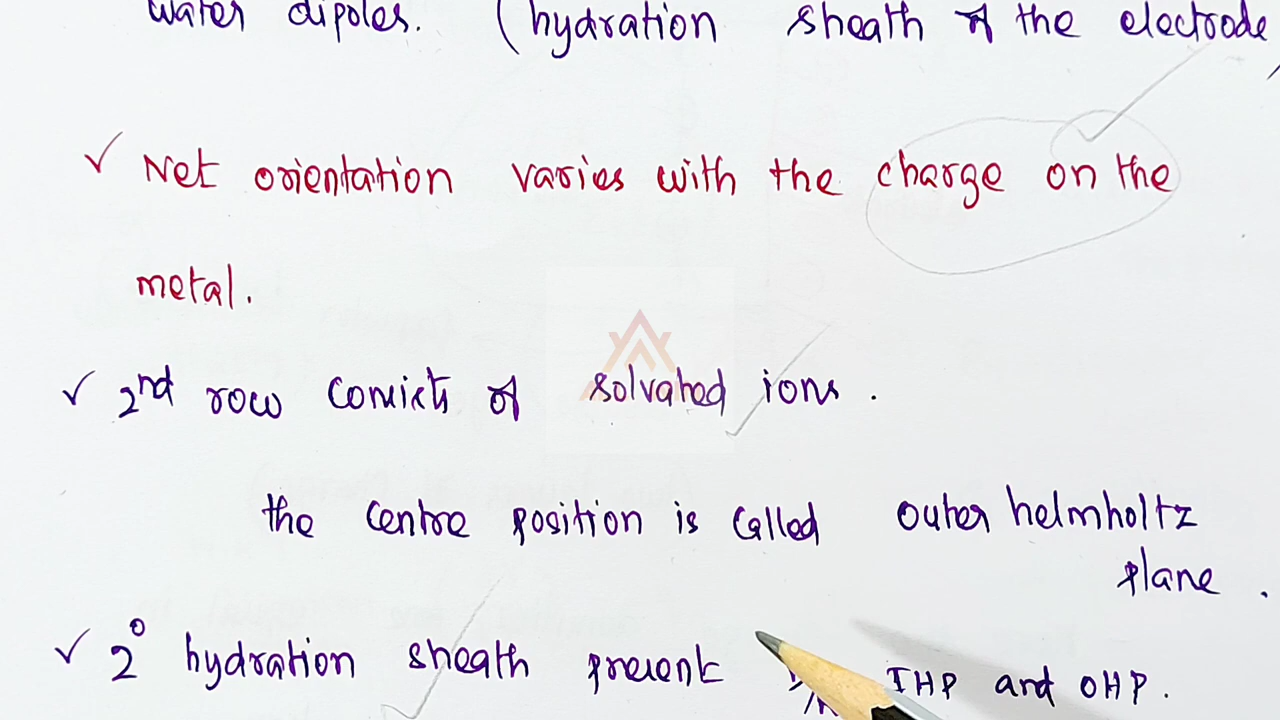 water dipoles. (hydration sheath of the electrode
✓ Net orientation varies with the charge on the
metal.
✓ 2nd row consists of solvated ions.
the centre position is called outer helmholtz
plane.
✓ 2° hydration sheath present IHP and OHP.